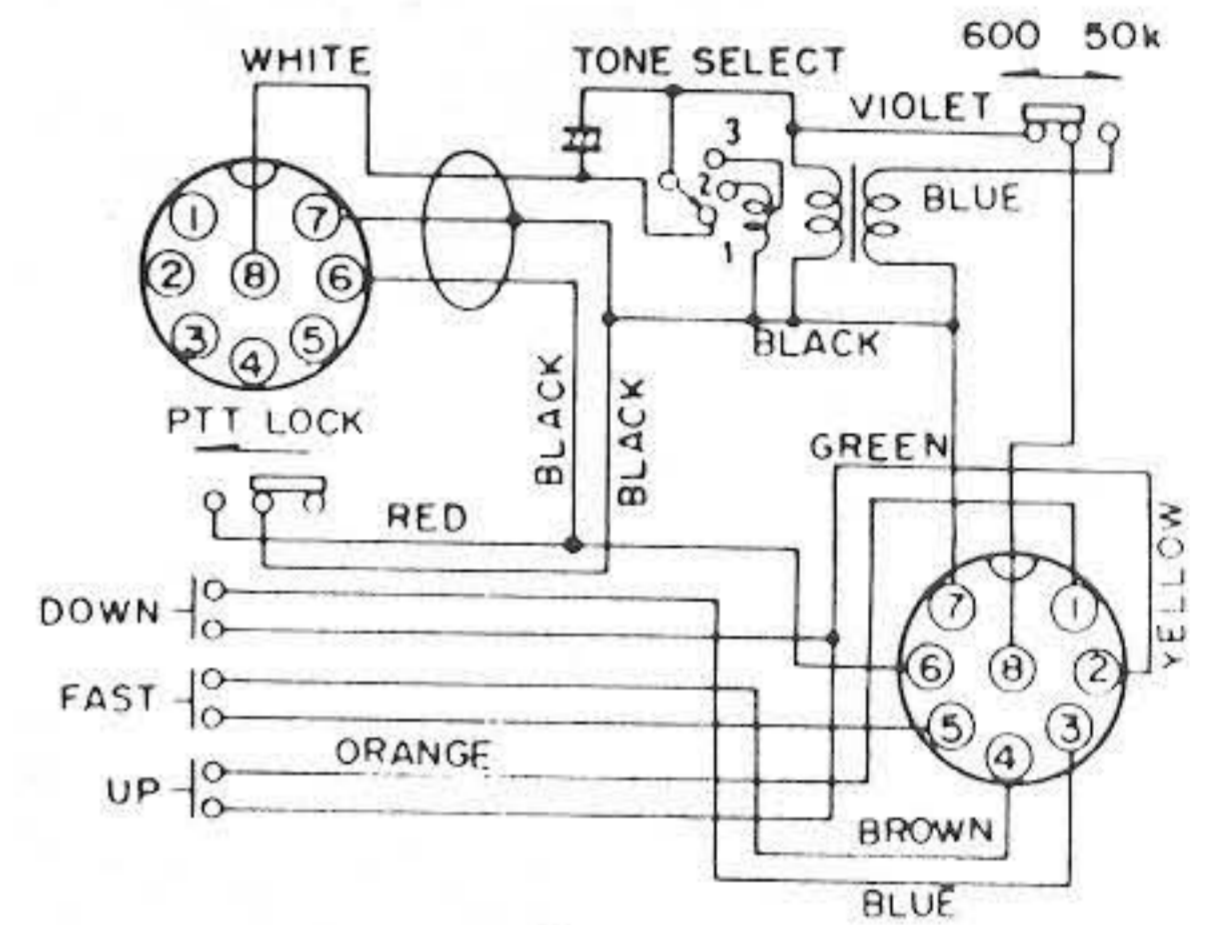 600 50k
WHITE
TONE SELECT
VIOLET
3
2
1
BLUE
1
7
2
8
6
3
4
5
BLACK
PTT LOCK
BLACK
BLACK
GREEN
RED
YELLOW
DOWN
7
1
6
8
2
FAST
5
3
4
ORANGE
UP
BROWN
BLUE